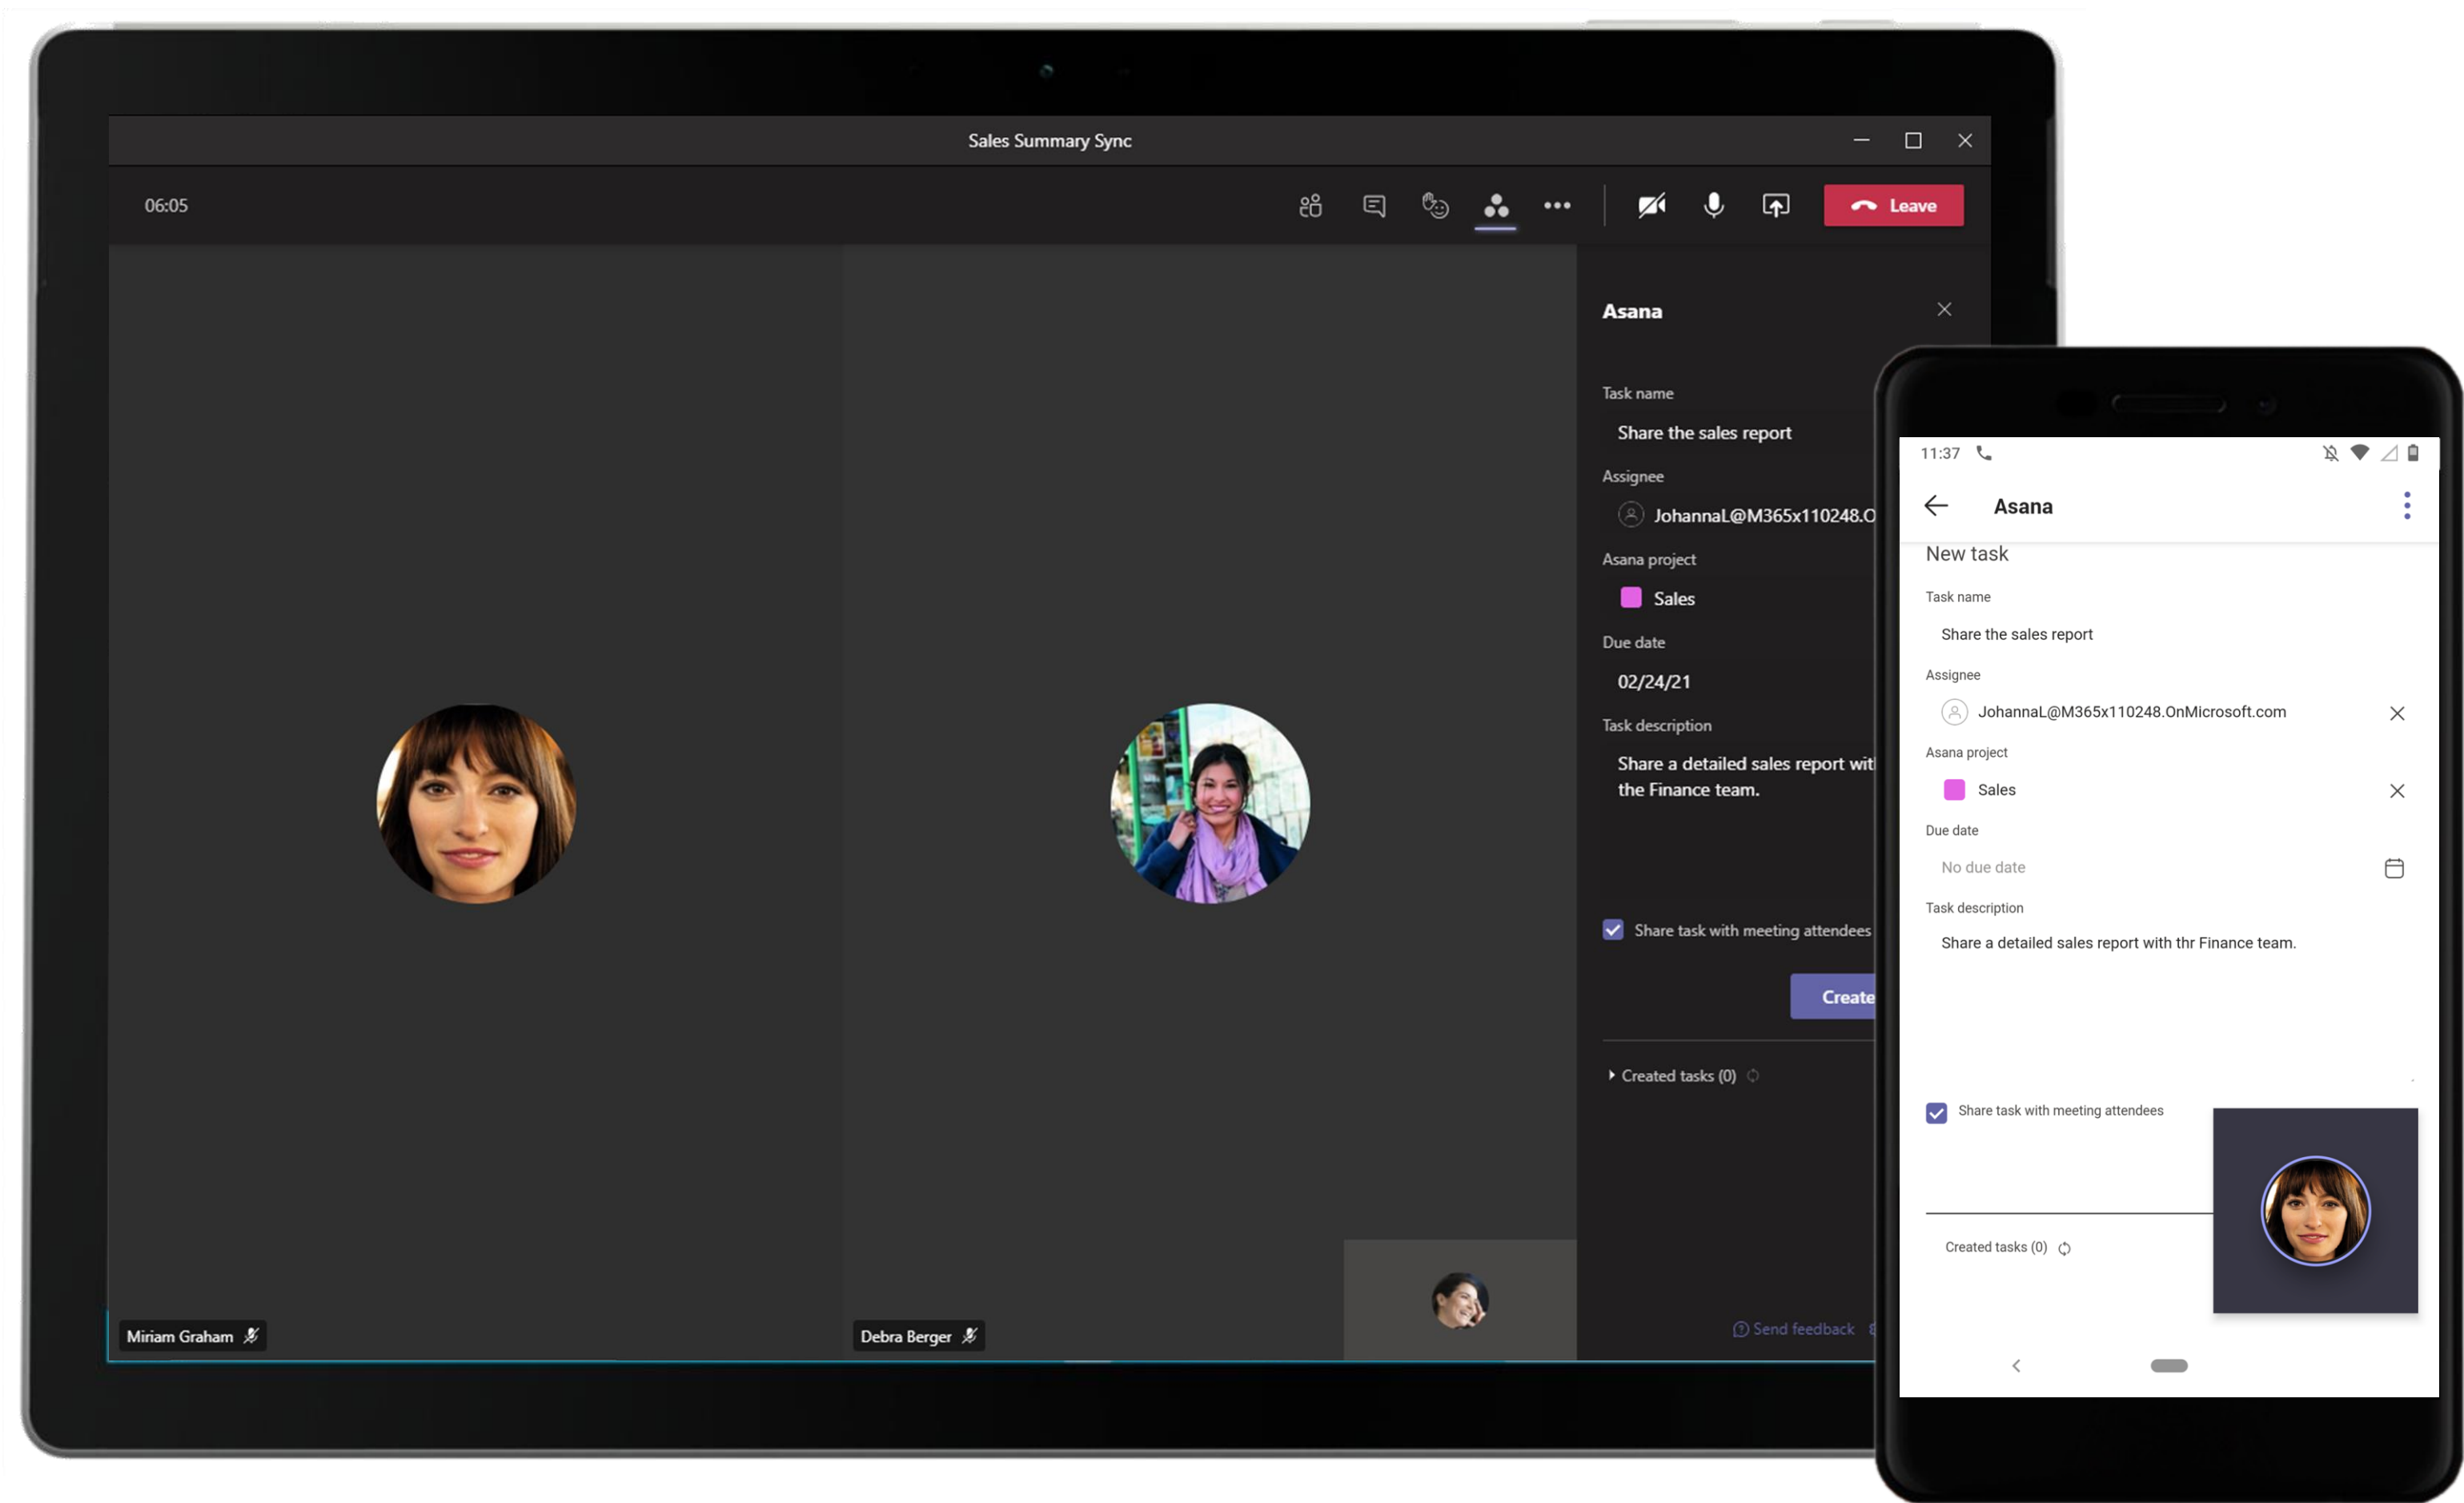 Sales Summary Sync
06:05
Leave
Asana
Task name
Share the sales report
Assignee
JohannaL@M365x110248.O
Asana project
Sales
Due date
02/24/21
Task description
Share a detailed sales report wit
the Finance team.
Share task with meeting attendees
Create
Created tasks (0)
Send feedback
Miriam Graham
Debra Berger
11:37
Asana
New task
Task name
Share the sales report
Assignee
JohannaL@M365x110248.OnMicrosoft.com
Asana project
Sales
Due date
No due date
Task description
Share a detailed sales report with thr Finance team.
Share task with meeting attendees
Created tasks (0)